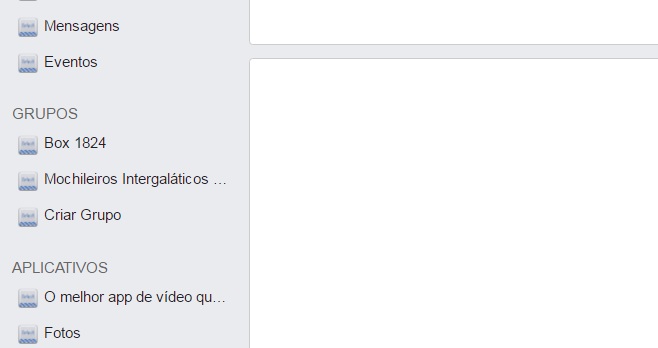 Mensagens
Eventos
GRUPOS
Box 1824
Mochileiros Intergaláticos ...
Criar Grupo
APLICATIVOS
O melhor app de vídeo qu...
Fotos